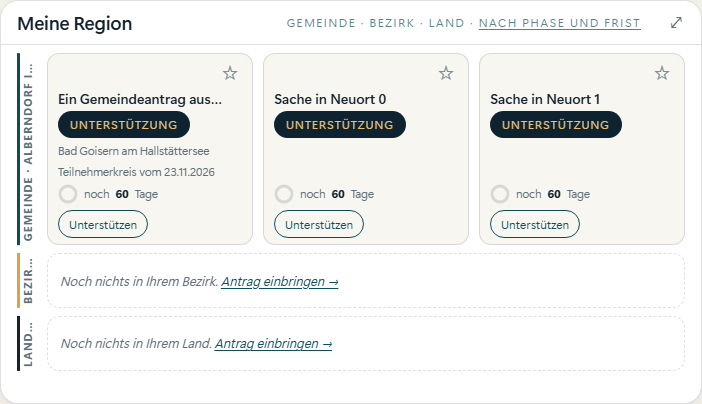 Meine Region
GEMEINDE · BEZIRK · LAND · NACH PHASE UND FRIST
GEMEINDE · ALBERNDORF I…
Ein Gemeindeantrag aus…
UNTERSTÜTZUNG
Bad Goisern am Hallstättersee
Teilnehmerkreis vom 23.11.2026
noch 60 Tage
Unterstützen
Sache in Neuort 0
UNTERSTÜTZUNG
noch 60 Tage
Unterstützen
Sache in Neuort 1
UNTERSTÜTZUNG
noch 60 Tage
Unterstützen
BEZIR…
Noch nichts in Ihrem Bezirk. Antrag einbringen →
LAND…
Noch nichts in Ihrem Land. Antrag einbringen →